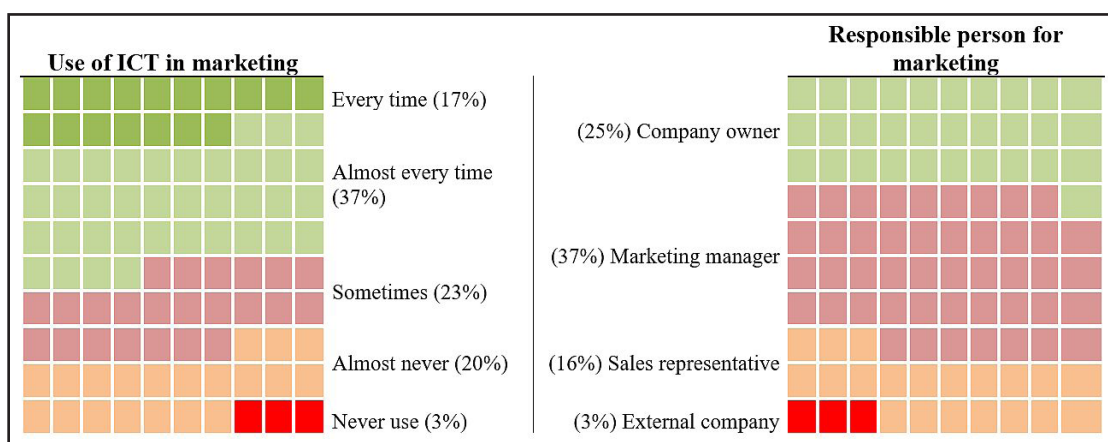 Use of ICT in marketing
Every time (17%)
Almost every time
(37%)
Sometimes (23%)
Almost never (20%)
Never use (3%)
Responsible person for
marketing
(25%) Company owner
(37%) Marketing manager
(16%) Sales representative
(3%) External company